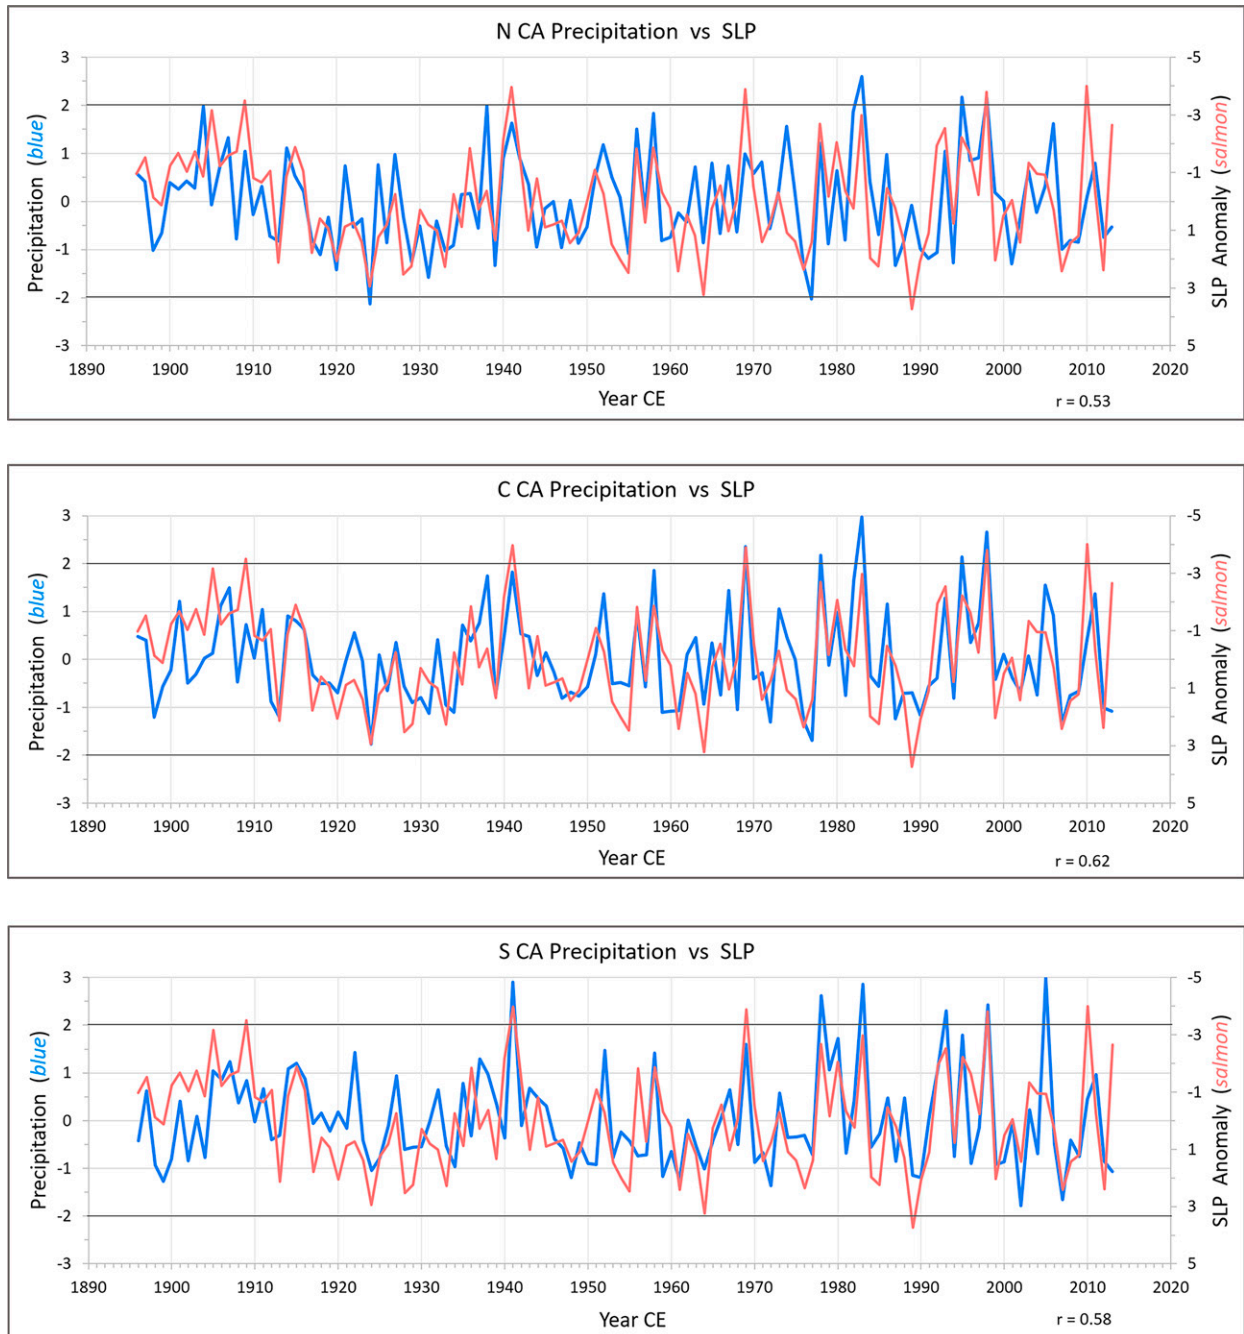 N CA Precipitation vs SLP
Precipitation (blue)
3
2
1
0
-1
-2
-3
-5
-3
-1
1
3
5
SLP Anomaly (salmon)
1890 1900 1910 1920 1930 1940 1950 1960 1970 1980 1990 2000 2010 2020
Year CE
r = 0.53
C CA Precipitation vs SLP
Precipitation (blue)
3
2
1
0
-1
-2
-3
-5
-3
-1
1
3
5
SLP Anomaly (salmon)
1890 1900 1910 1920 1930 1940 1950 1960 1970 1980 1990 2000 2010 2020
Year CE
r = 0.62
S CA Precipitation vs SLP
Precipitation (blue)
3
2
1
0
-1
-2
-3
-5
-3
-1
1
3
5
SLP Anomaly (salmon)
1890 1900 1910 1920 1930 1940 1950 1960 1970 1980 1990 2000 2010 2020
Year CE
r = 0.58